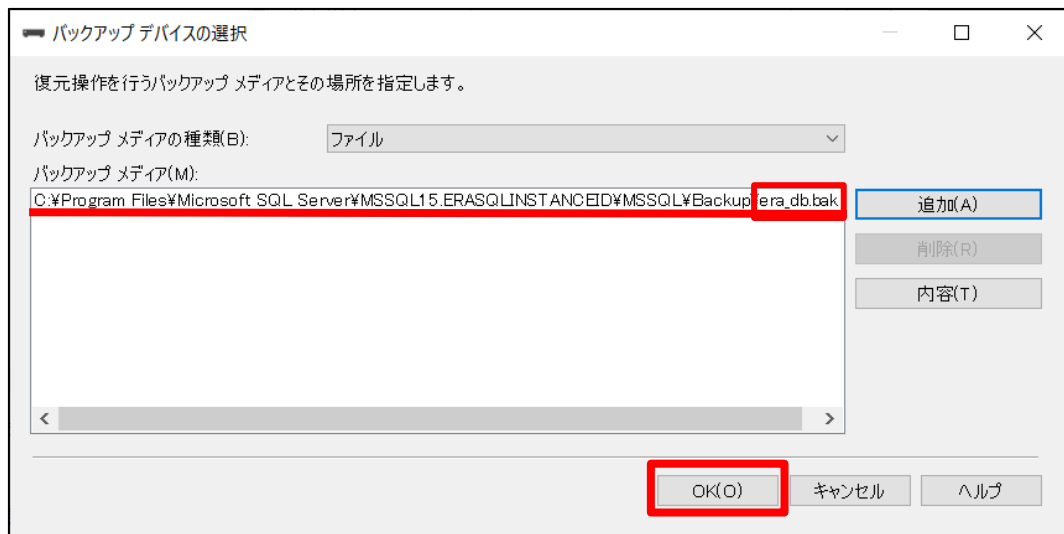 バックアップ デバイスの選択
復元操作を行うバックアップ メディアとその場所を指定します。
バックアップ メディアの種類(B):
ファイル
バックアップ メディア(M):
C:¥Program Files¥Microsoft SQL Server¥MSSQL15.ERASQLINSTANCEID¥MSSQL¥Backup¥era_db.bak
追加(A)
削除(R)
内容(T)
OK(O)
キャンセル
ヘルプ